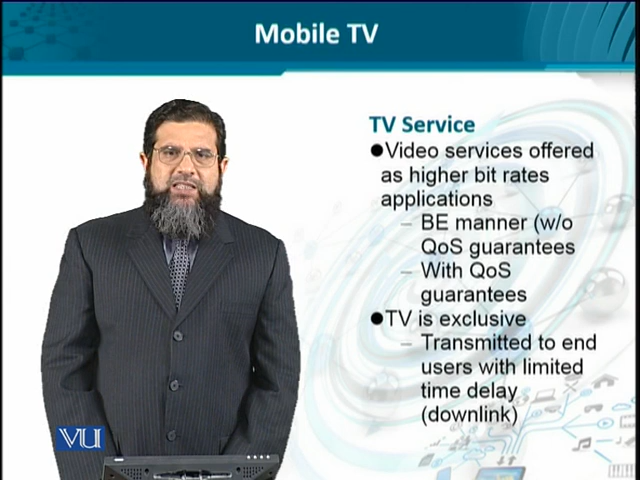 Mobile TV
TV Service
●Video services offered
as higher bit rates
applications
– BE manner (w/o
QoS guarantees
– With QoS
guarantees
●TV is exclusive
– Transmitted to end
users with limited
time delay
(downlink)
VU